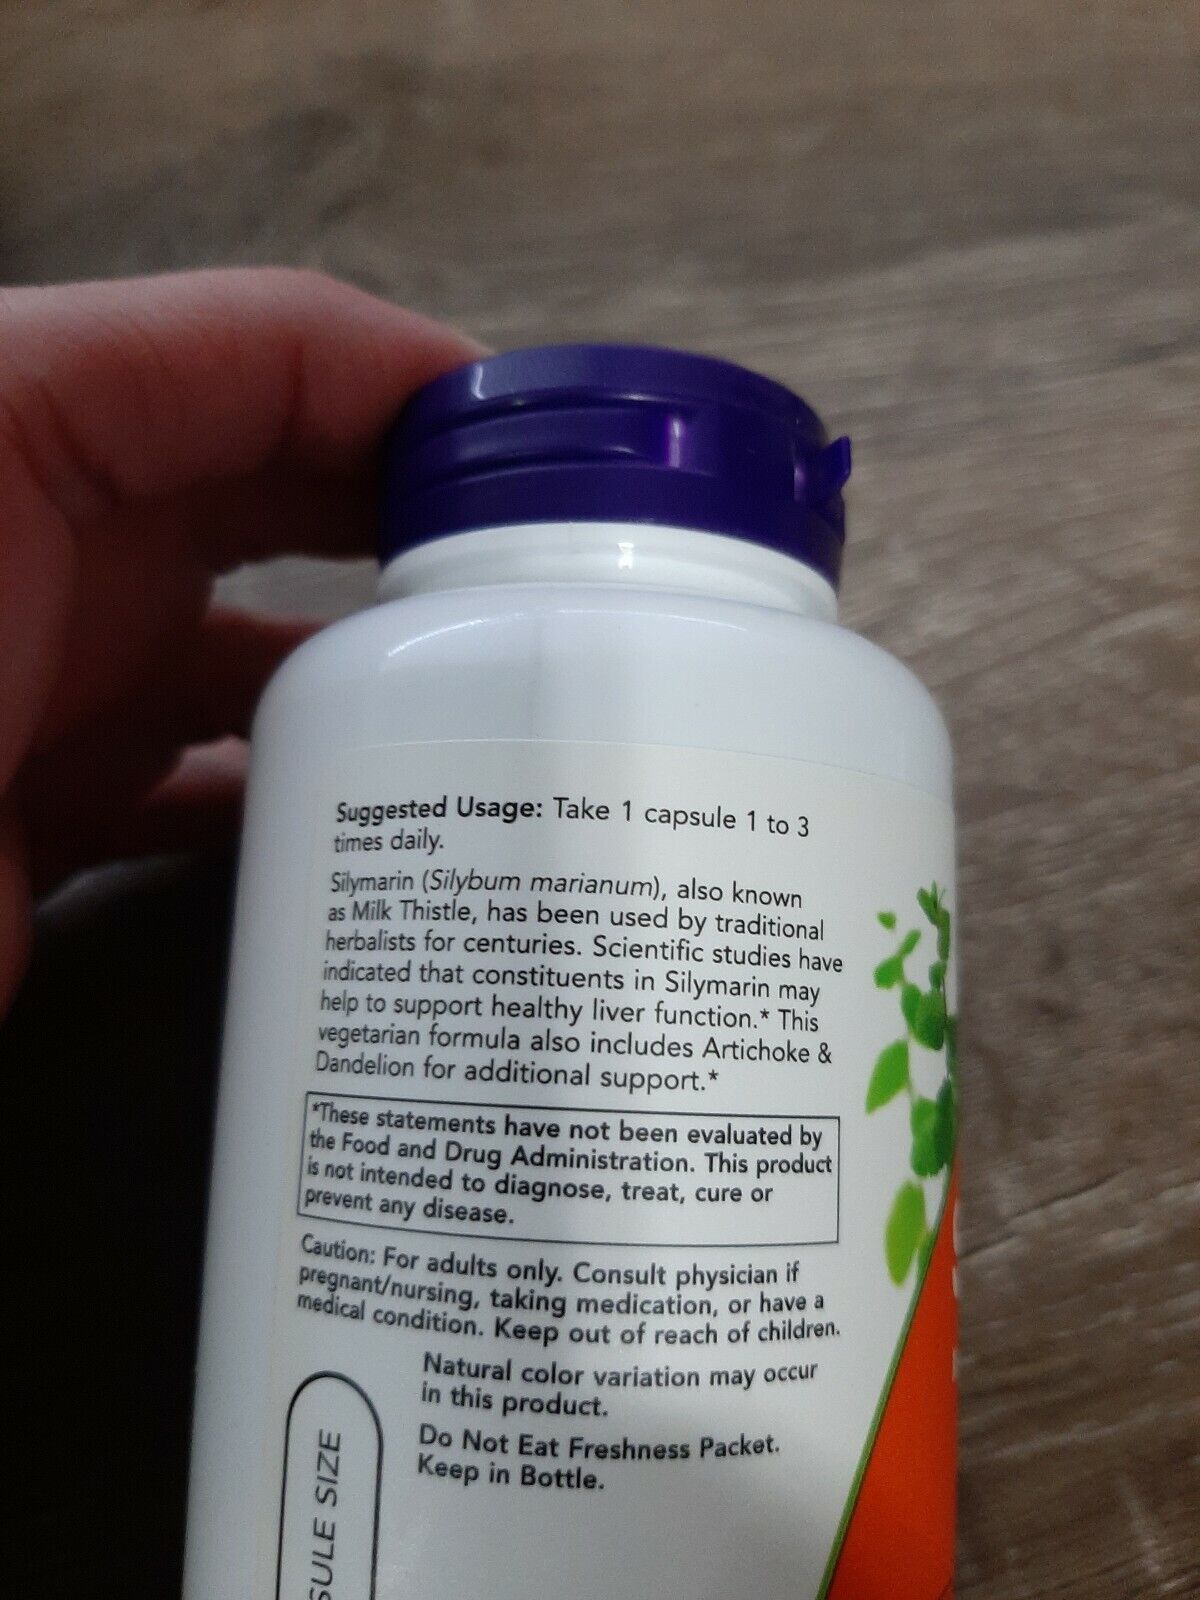 Suggested Usage: Take 1 capsule 1 to 3
times daily.
Silymarin (Silybum marianum), also known
as Milk Thistle, has been used by traditional
herbalists for centuries. Scientific studies have
indicated that constituents in Silymarin may
help to support healthy liver function.* This
vegetarian formula also includes Artichoke &
Dandelion for additional support.*
*These statements have not been evaluated by
the Food and Drug Administration. This product
is not intended to diagnose, treat, cure or
prevent any disease.
Caution: For adults only. Consult physician if
pregnant/nursing, taking medication, or have a
medical condition. Keep out of reach of children.
Natural color variation may occur
in this product.
Do Not Eat Freshness Packet.
Keep in Bottle.
SULE SIZE